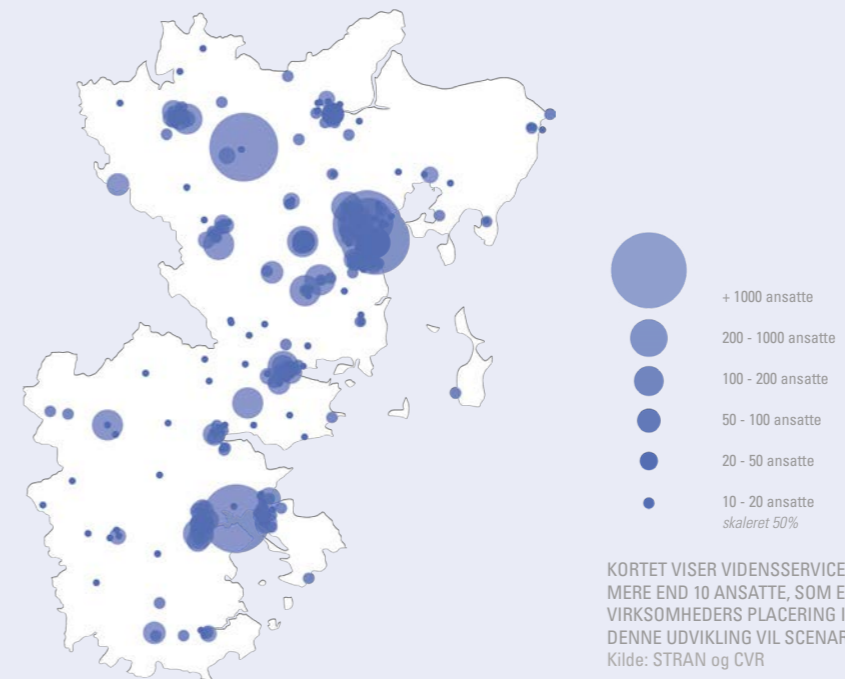 + 1000 ansatte
200 - 1000 ansatte
100 - 200 ansatte
50 - 100 ansatte
20 - 50 ansatte
10 - 20 ansatte
skaleret 50%
KORTET VISER VIDENSSERVICE
MERE END 10 ANSATTE, SOM E
VIRKSOMHEDERS PLACERING I
DENNE UDVIKLING VIL SCENAR
Kilde: STRAN og CVR